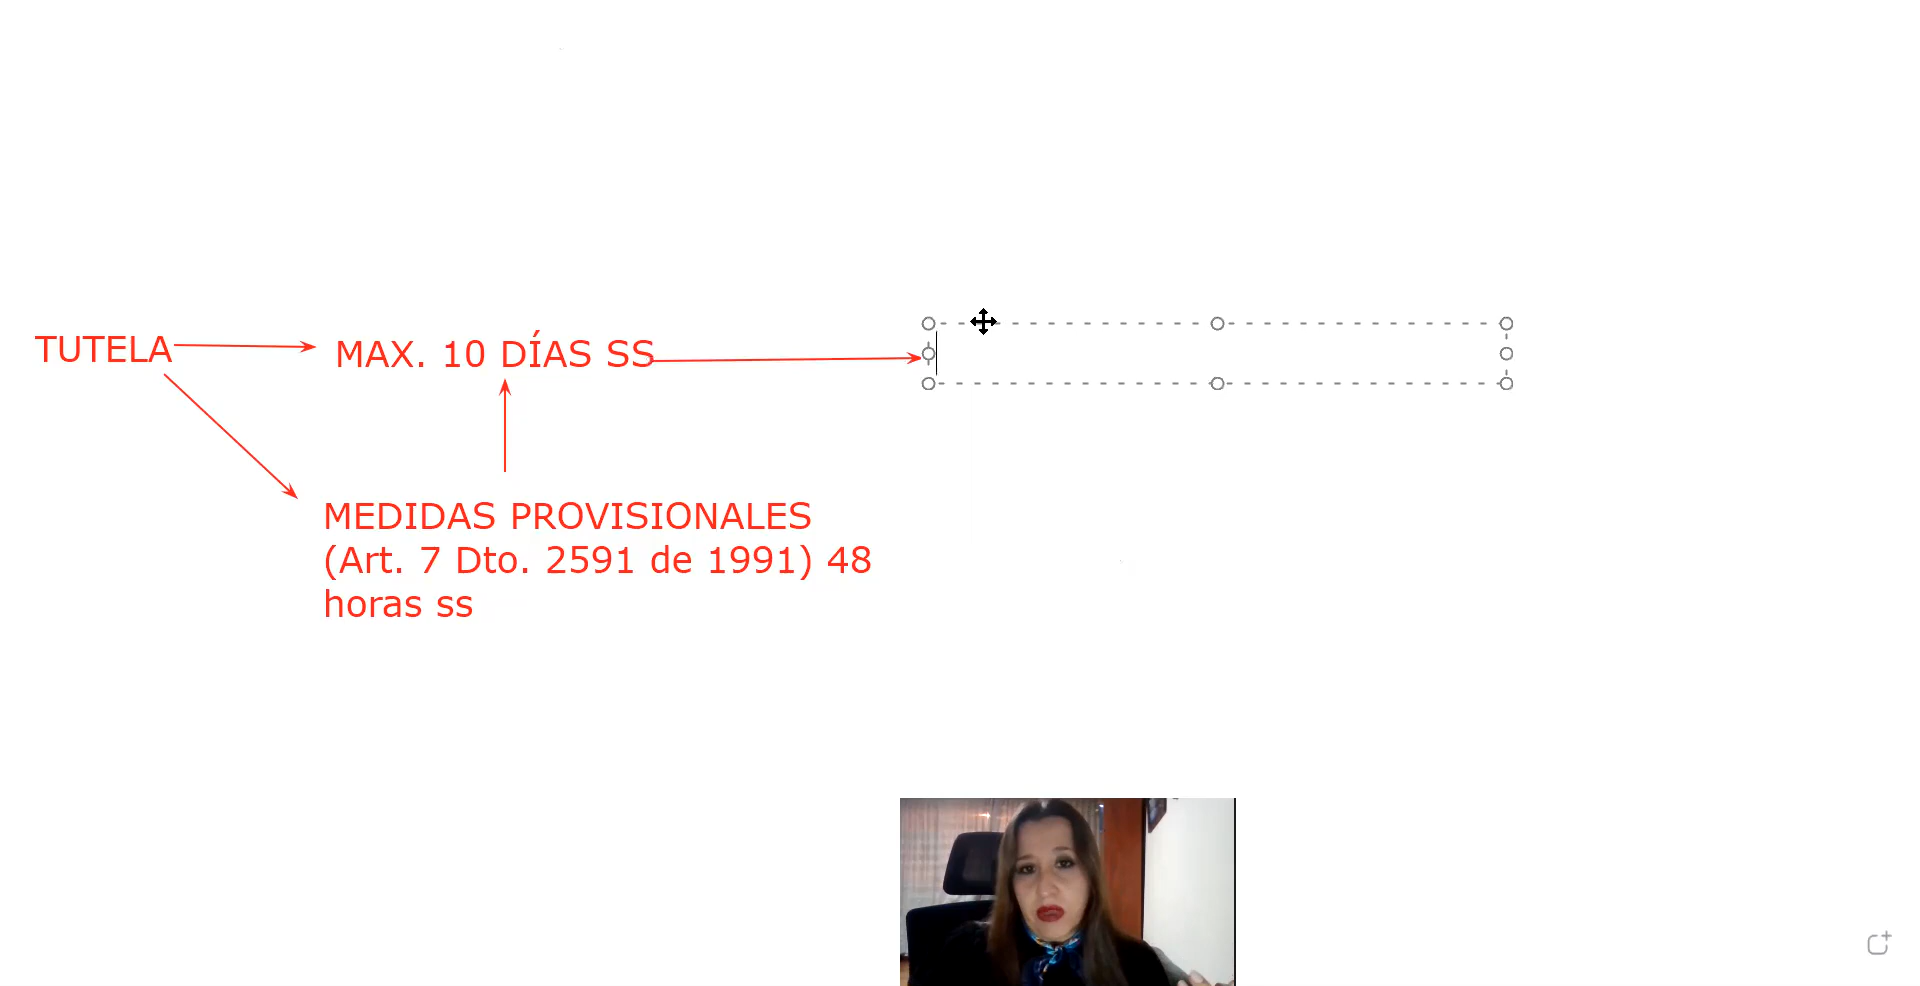 TUTELA
MAX. 10 DÍAS SS
MEDIDAS PROVISIONALES
(Art. 7 Dto. 2591 de 1991) 48
horas ss